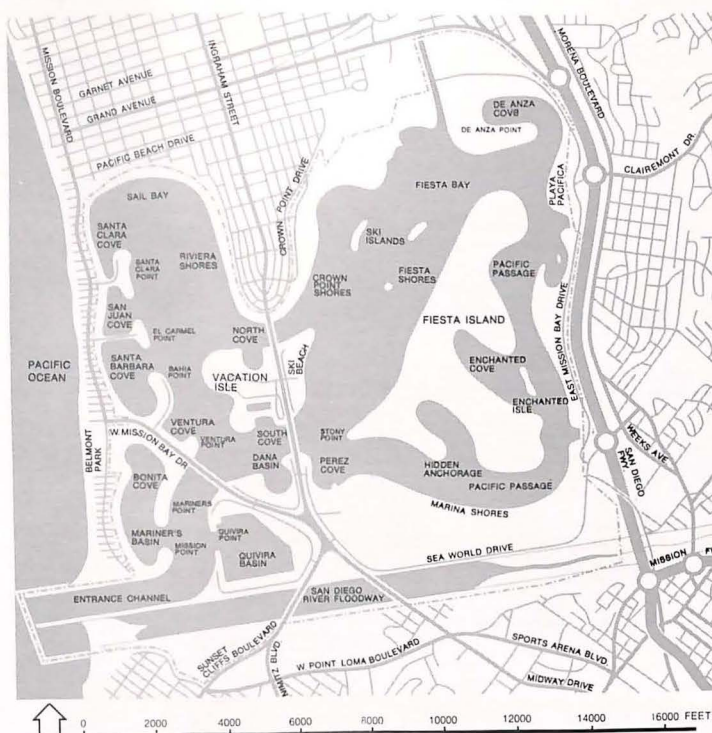 MISSION BOULEVARD
INGRAHAM STREET
GARNET AVENUE
GRAND AVENUE
PACIFIC BEACH DRIVE
MORENA BOULEVARD
DE ANZA
COVE
DE ANZA POINT
CLAIREMONT DR.
PLAYA
PACIFICA
SAIL BAY
CROWN POINT DRIVE
FIESTA BAY
SANTA
CLARA
COVE
SANTA
CLARA
POINT
RIVIERA
SHORES
SKI
ISLANDS
CROWN
POINT
SHORES
FIESTA
SHORES
PACIFIC
PASSAGE
SAN
JUAN
COVE
EL CARMEL
POINT
NORTH
COVE
FIESTA ISLAND
EAST MISSION BAY DRIVE
PACIFIC
OCEAN
SANTA
BARBARA
COVE
BAHIA
POINT
VACATION
ISLE
SKI
BEACH
ENCHANTED
COVE
ENCHANTED
ISLE
BELMONT
PARK
W. MISSION BAY DR
VENTURA
COVE
VENTURA
POINT
SOUTH
COVE
STONY
POINT
WEEKS AVE
SAN DIEGO
FWY
BONITA
COVE
DANA
BASIN
PEREZ
COVE
HIDDEN
ANCHORAGE
PACIFIC PASSAGE
MARINERS
POINT
MARINA SHORES
MARINER'S
BASIN
MISSION
POINT
QUIVIRA
POINT
QUIVIRA
BASIN
SEA WORLD DRIVE
MISSION F
ENTRANCE CHANNEL
SAN DIEGO
RIVER FLOODWAY
SUNSET
CLIFFS BOULEVARD
NIMITZ BLVD.
W POINT LOMA BOULEVARD
SPORTS ARENA BLVD.
MIDWAY DRIVE
0 2000 4000 6000 8000 10000 12000 14000 16000 FEET